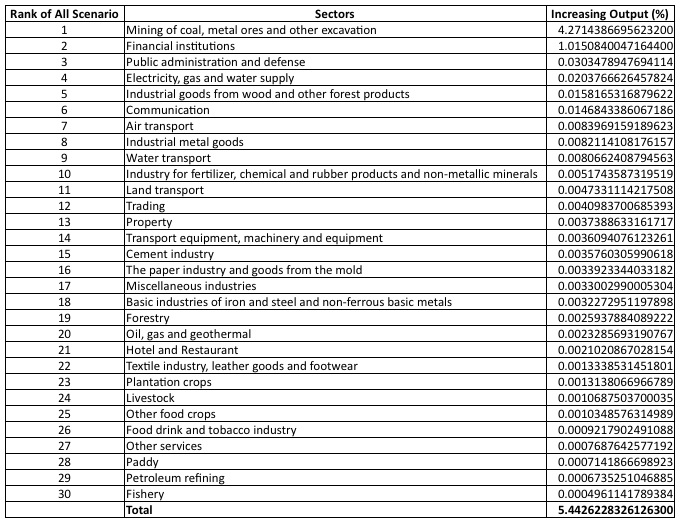 Rank of All Scenario Sectors Increasing Output (%)
1 Mining of coal, metal ores and other excavation 4.2714386695623200
2 Financial institutions 1.0150840047164400
3 Public administration and defense 0.0303478947694114
4 Electricity, gas and water supply 0.0203766626457824
5 Industrial goods from wood and other forest products 0.0158165316879622
6 Communication 0.0146843386067186
7 Air transport 0.0083969159189623
8 Industrial metal goods 0.0082114108176157
9 Water transport 0.0080662408794563
10 Industry for fertilizer, chemical and rubber products and non-metallic minerals 0.0051743587319519
11 Land transport 0.0047331114217508
12 Trading 0.0040983700685393
13 Property 0.0037388633161717
14 Transport equipment, machinery and equipment 0.0036094076123261
15 Cement industry 0.0035760305990618
16 The paper industry and goods from the mold 0.0033923344033182
17 Miscellaneous industries 0.0033002990005304
18 Basic industries of iron and steel and non-ferrous basic metals 0.0032272951197898
19 Forestry 0.0025937884089222
20 Oil, gas and geothermal 0.0023285693190767
21 Hotel and Restaurant 0.0021020867028154
22 Textile industry, leather goods and footwear 0.0013338531451801
23 Plantation crops 0.0013138066966789
24 Livestock 0.0010687503700035
25 Other food crops 0.0010348576314989
26 Food drink and tobacco industry 0.0009217902491088
27 Other services 0.0007687642577192
28 Paddy 0.0007141866698923
29 Petroleum refining 0.0006735251046885
30 Fishery 0.0004961141789384
Total 5.4426228326126300